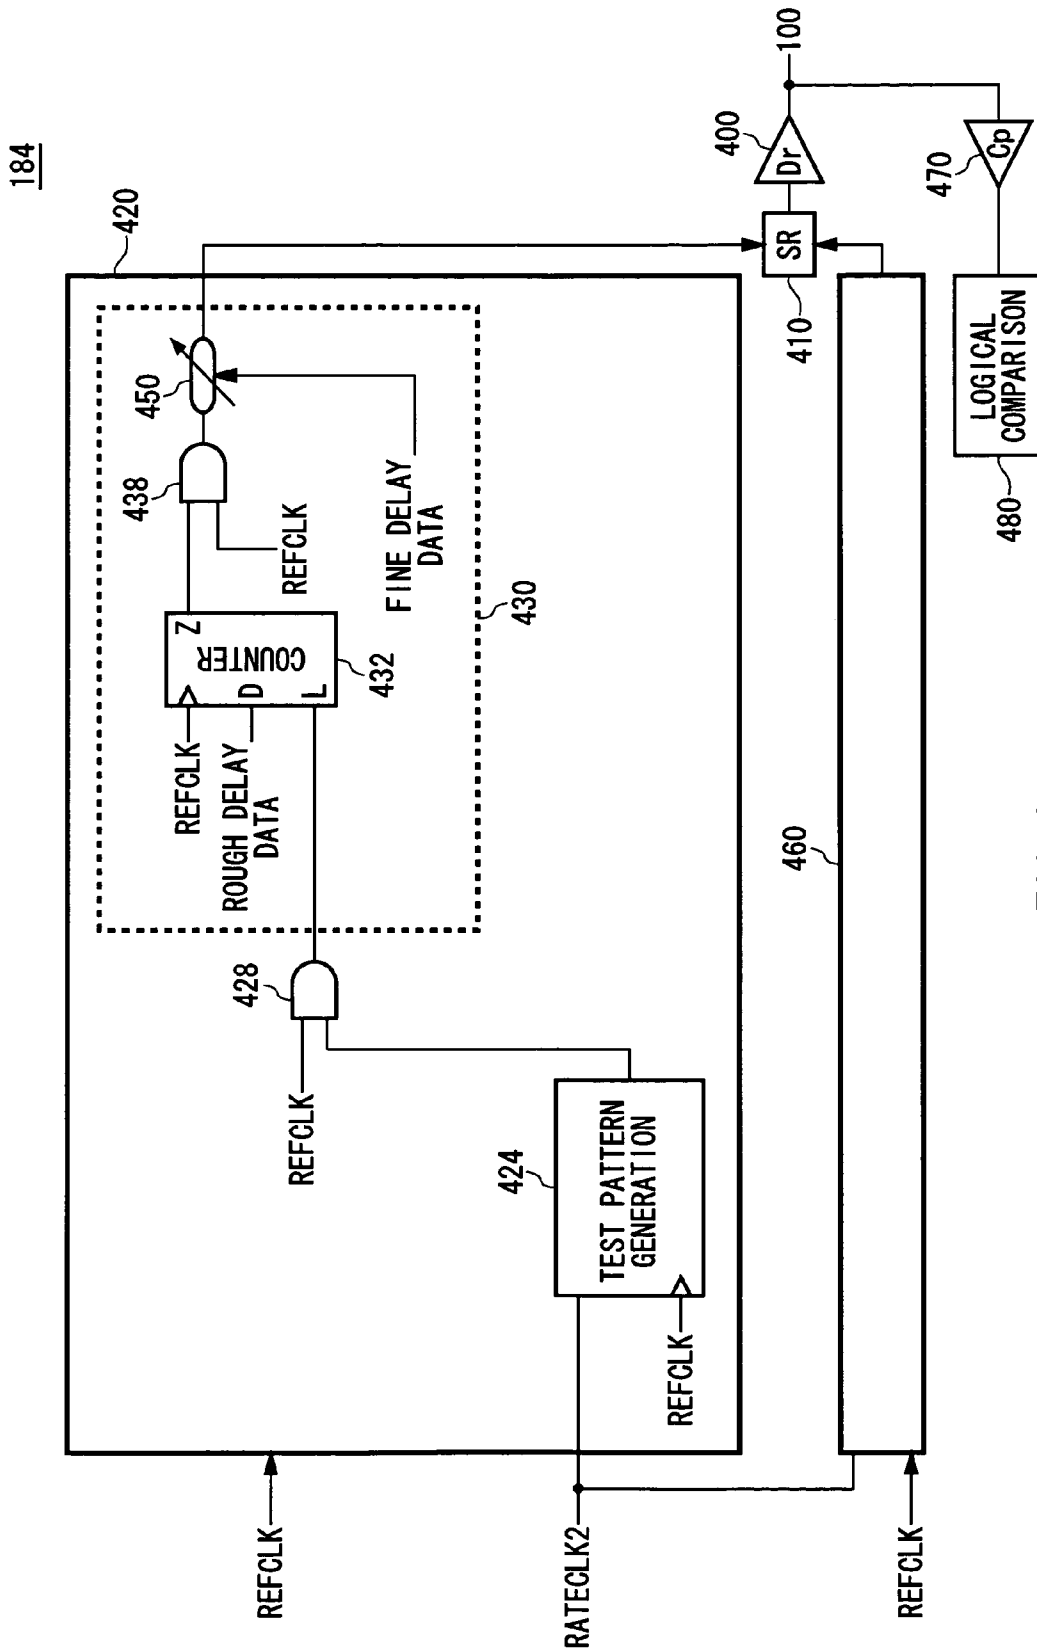 184
420
REFCLK
REFCLK
ROUGH DELAY
DATA
D
L
Z
COUNTER
432
438
REFCLK
450
FINE DELAY
DATA
430
428
REFCLK
424
TEST PATTERN
GENERATION
REFCLK
RATECLK2
460
REFCLK
SR
410
Dr
400
100
Cp
470
LOGICAL
COMPARISON
480